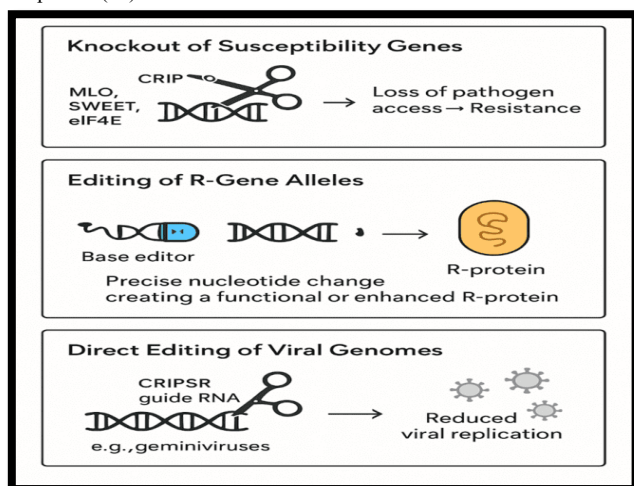 Knockout of Susceptibility Genes
CRIP
MLO,
SWEET,
eIF4E
Loss of pathogen
access → Resistance
Editing of R-Gene Alleles
Base editor
R-protein
Precise nucleotide change
creating a functional or enhanced R-protein
Direct Editing of Viral Genomes
CRIPSR
guide RNA
e.g.,geminiviruses
Reduced
viral replication